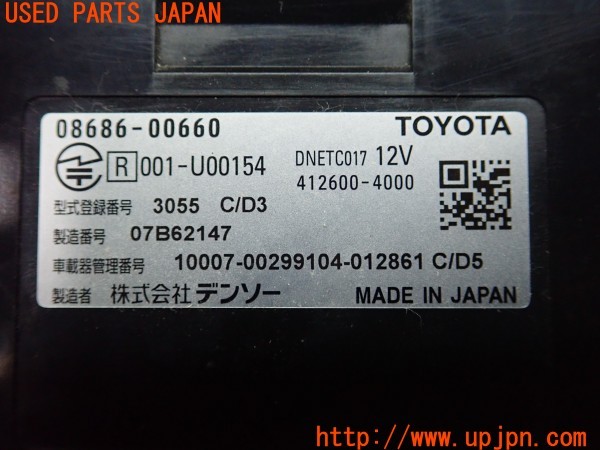 USED PARTS JAPAN
08686-00660 TOYOTA
R 001-U00154 DNETC017 12V
412600-4000
型式登録番号 3055 C/D3
製造番号 07B62147
車載器管理番号 10007-00299104-012861 C/D5
製造者 株式会社デンソー MADE IN JAPAN
http://www.upjpn.com/